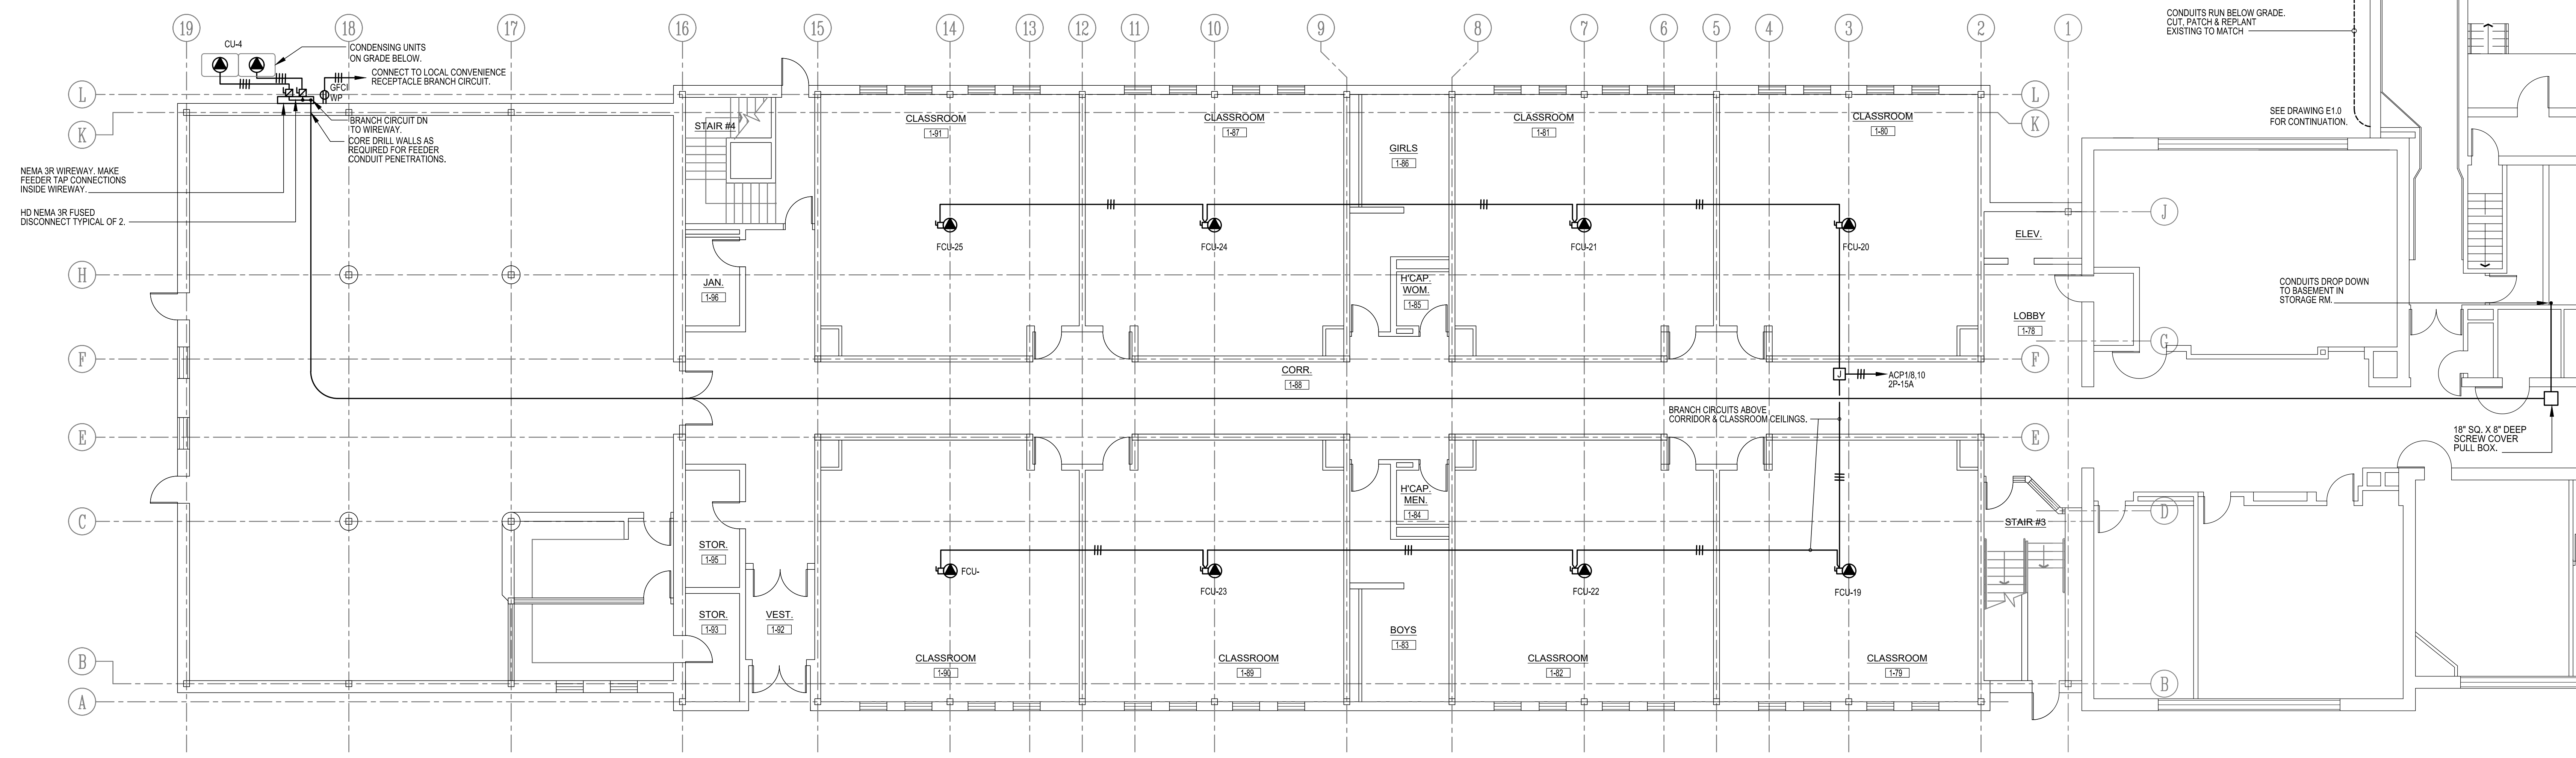 19
18
17
16
15
14
13
12
11
10
9
8
7
6
5
4
3
2
1
CONDUITS RUN BELOW GRADE.
CUT, PATCH & REPLANT
EXISTING TO MATCH
CU-4
CONDENSING UNITS
ON GRADE BELOW.
CONNECT TO LOCAL CONVENIENCE
RECEPTACLE BRANCH CIRCUIT.
GFCI
WP
L
L
K
K
BRANCH CIRCUIT DN
TO WIREWAY.
CORE DRILL WALLS AS
REQUIRED FOR FEEDER
CONDUIT PENETRATIONS.
NEMA 3R WIREWAY. MAKE
FEEDER TAP CONNECTIONS
INSIDE WIREWAY.
HD NEMA 3R FUSED
DISCONNECT TYPICAL OF 2.
STAIR #4
CLASSROOM
1-91
CLASSROOM
1-87
GIRLS
1-86
CLASSROOM
1-81
CLASSROOM
1-80
SEE DRAWING E1.0
FOR CONTINUATION.
J
FCU-25
FCU-24
FCU-21
FCU-20
ELEV.
H
JAN.
1-96
H'CAP.
WOM.
1-85
LOBBY
1-78
CONDUITS DROP DOWN
TO BASEMENT IN
STORAGE RM.
G
F
F
CORR.
1-88
J
ACP1/8,10
2P-15A
BRANCH CIRCUITS ABOVE
CORRIDOR & CLASSROOM CEILINGS.
E
E
18" SQ. X 8" DEEP
SCREW COVER
PULL BOX.
H'CAP.
MEN.
1-84
C
D
STAIR #3
STOR.
1-95
FCU-
FCU-23
FCU-22
FCU-19
STOR.
1-93
VEST.
1-92
BOYS
1-83
CLASSROOM
1-90
CLASSROOM
1-89
CLASSROOM
1-82
CLASSROOM
1-79
B
B
A